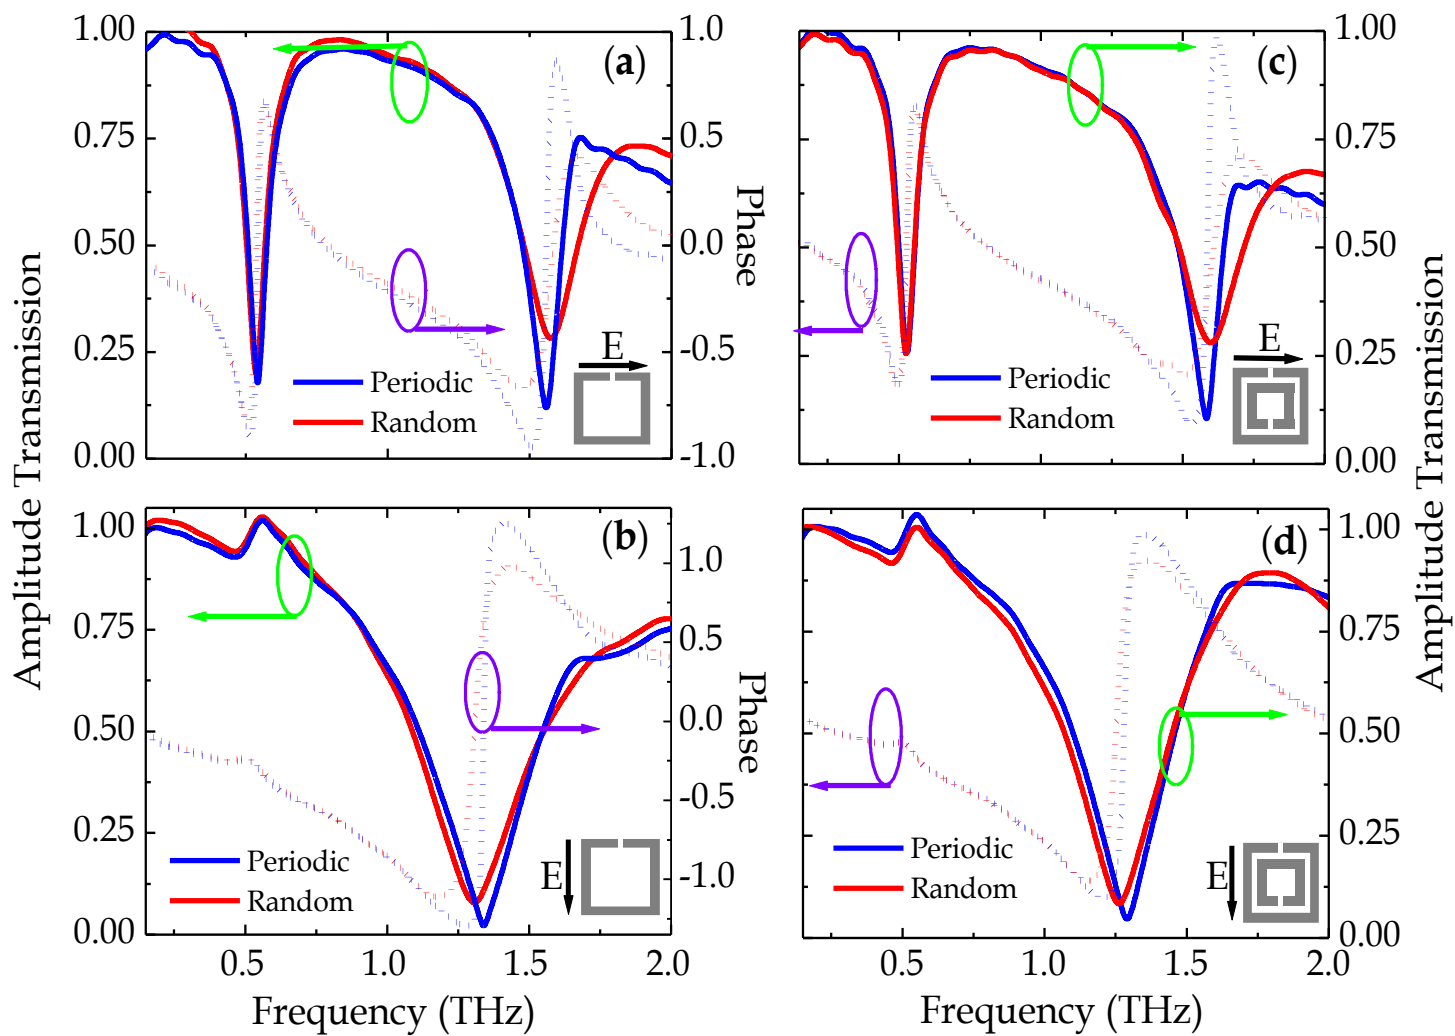 (a)
1.00
0.75
0.50
0.25
0.00
1.0
0.5
0.0
-0.5
-1.0
Phase
E
Periodic
Random
(c)
1.00
0.75
0.50
0.25
0.00
E
Periodic
Random
Amplitude Transmission
Amplitude Transmission
(b)
1.00
0.75
0.50
0.25
0.00
1.0
0.5
0.0
-0.5
-1.0
Phase
E
Periodic
Random
0.5 1.0 1.5 2.0
Frequency (THz)
(d)
1.00
0.75
0.50
0.25
0.00
E
Periodic
Random
0.5 1.0 1.5 2.0
Frequency (THz)